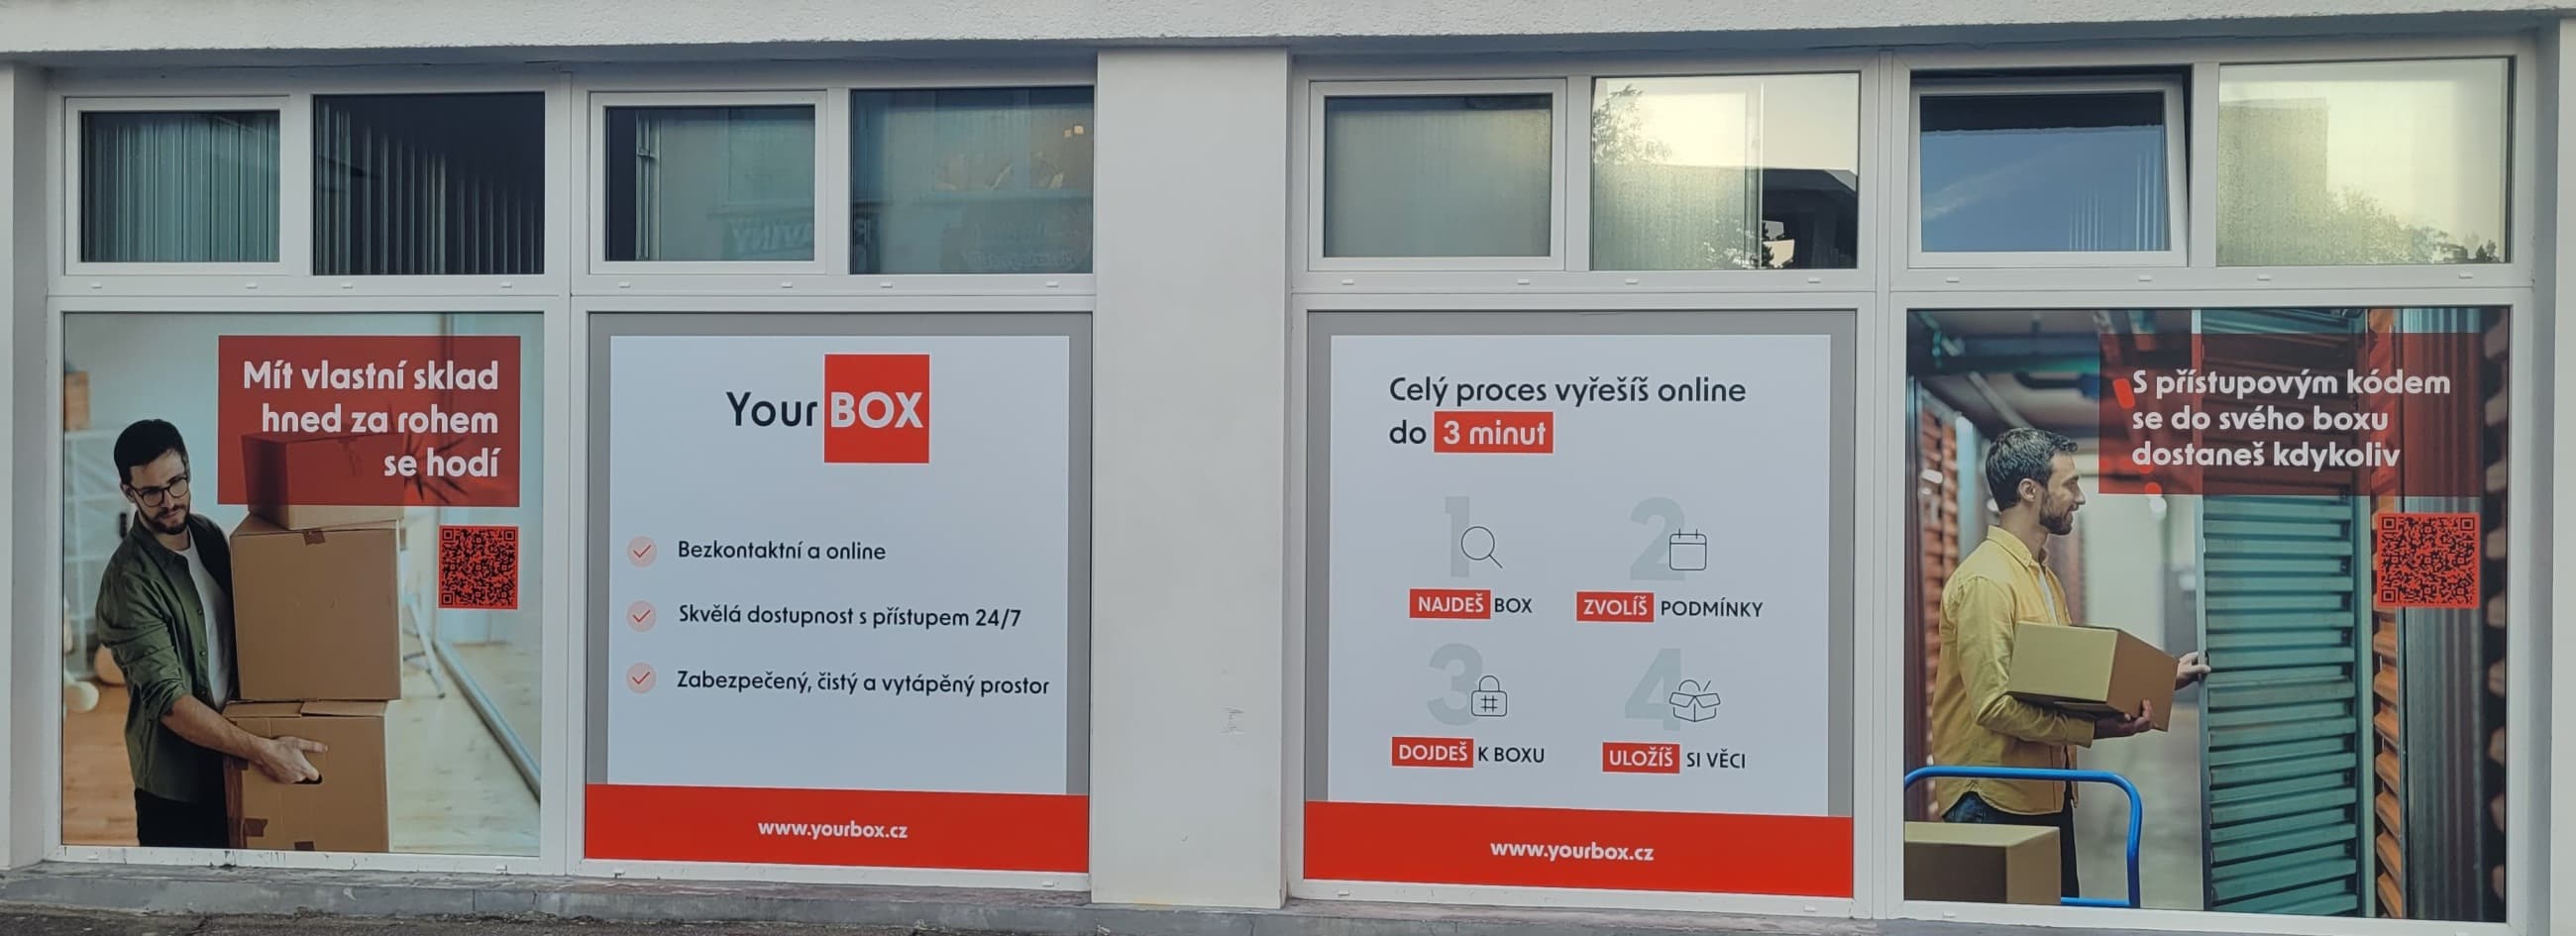 Mít vlastní sklad
hned za rohem
se hodí
Your BOX
Bezkontaktní a online
Skvělá dostupnost s přístupem 24/7
Zabezpečený, čistý a vytápěný prostor
www.yourbox.cz
Celý proces vyřešíš online
do 3 minut
1
2
NAJDEŠ BOX
ZVOLÍŠ PODMÍNKY
3
4
DOJDEŠ K BOXU
ULOŽÍŠ SI VĚCI
www.yourbox.cz
S přístupovým kódem
se do svého boxu
dostaneš kdykoliv